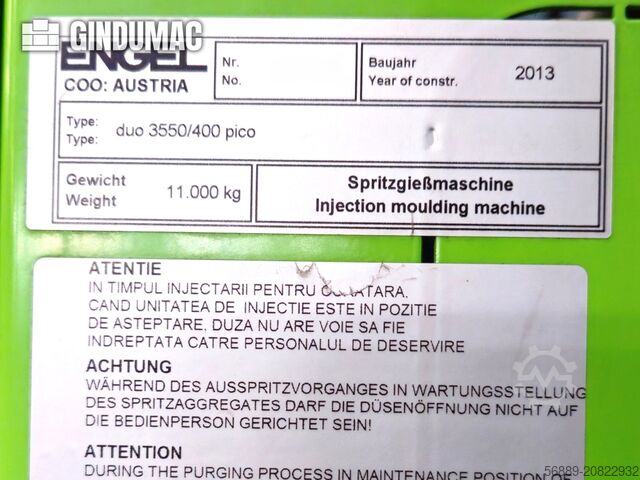 GINDUMAC
ENGEL
COO: AUSTRIA
Nr.
No.
Baujahr
Year of constr.
2013
Type:
Type:
duo 3550/400 pico
Gewicht
Weight
11.000 kg
Spritzgießmaschine
Injection moulding machine
ATENTIE
IN TIMPUL INJECTARII PENTRU
CAND UNITATEA DE INJECTIE ESTE IN POZITIE
DE ASTEPTARE, DUZA NU ARE VOIE SA FIE
INDREPTATA CATRE PERSONALUL DE DESERVIRE
ACHTUNG
WÄHREND DES AUSSPRITZVORGANGES IN WARTUNGSSTELLUNG
DES SPRITZAGGREGATES DARF DIE DÜSENÖFFNUNG NICHT AUF
DIE BEDIENPERSON GERICHTET SEIN!
ATTENTION
DURING THE PURGING PROCESS IN MAINTENANCE POSITION OF
56889-20822932